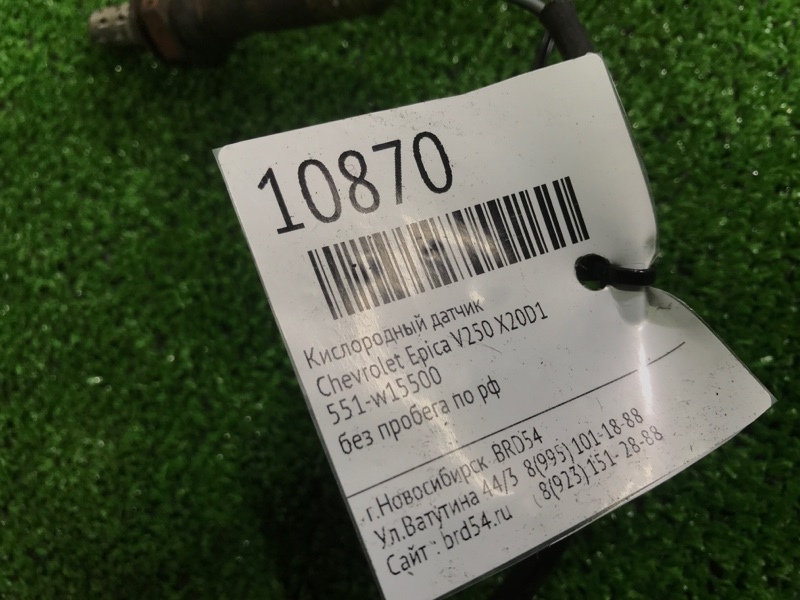 10870
Кислородный датчик
Chevrolet Epica V250 X20D1
551-w15500
без пробега по рф
г.Новосибирск BRD54
Ул.Ватутина 44/3 8(995)101-18-88
Сайт : brd54.ru 8(923)151- 28-88